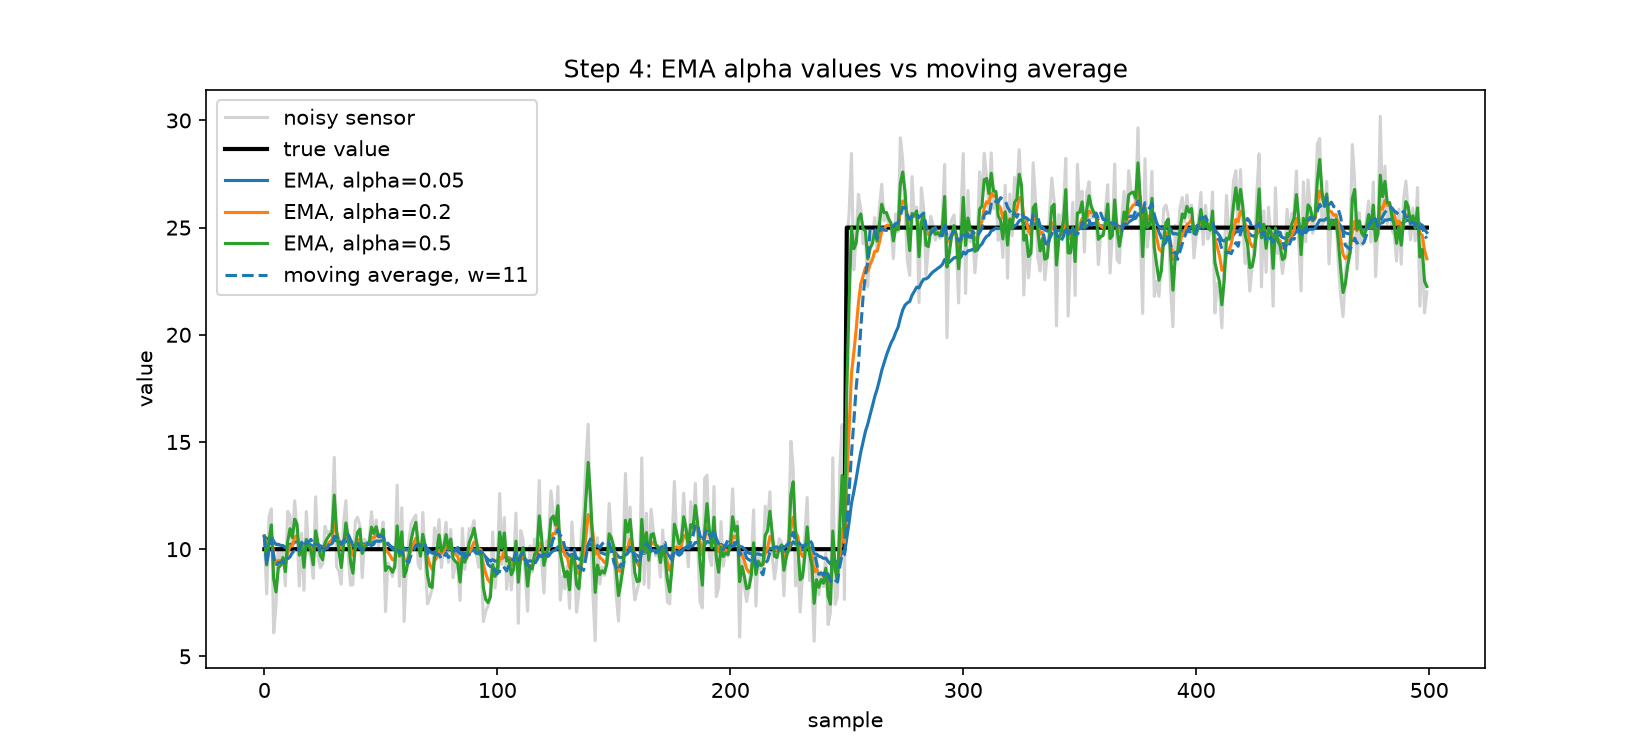 Step 4: EMA alpha values vs moving average
30
25
20
15
10
5
value
noisy sensor
true value
EMA, alpha=0.05
EMA, alpha=0.2
EMA, alpha=0.5
moving average, w=11
0 100 200 300 400 500
sample